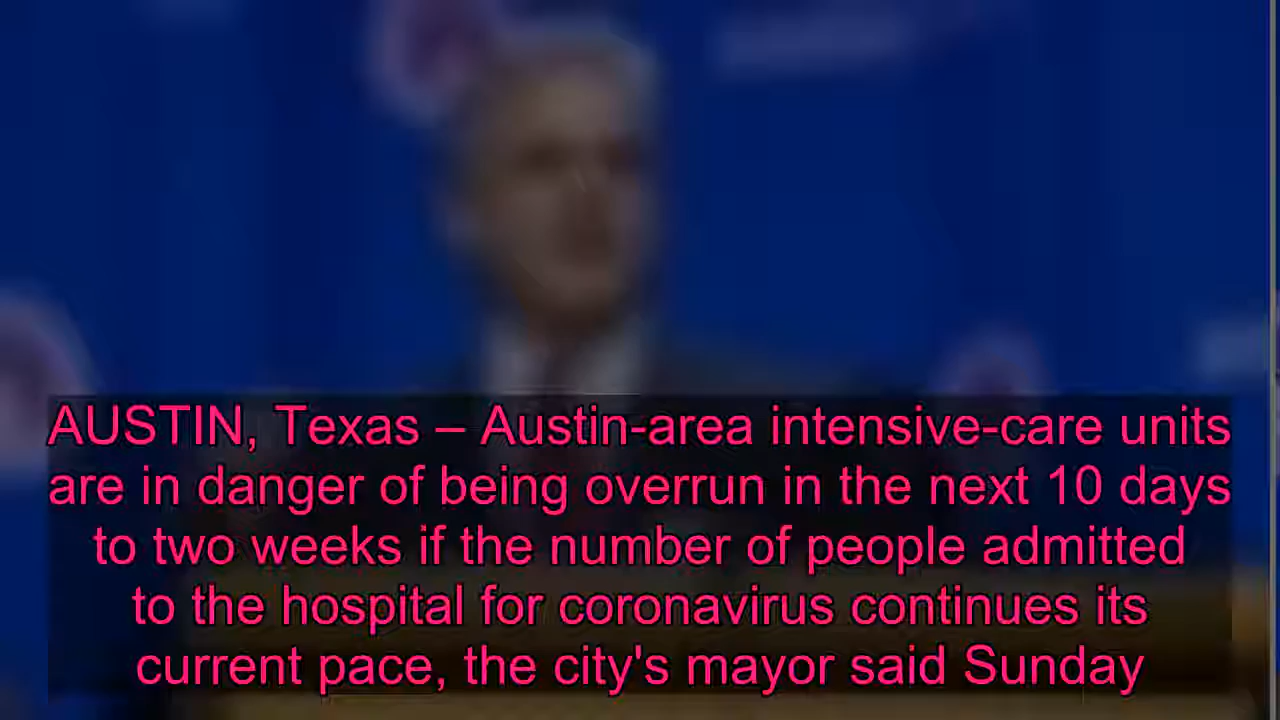 AUSTIN, Texas – Austin-area intensive-care units
are in danger of being overrun in the next 10 days
to two weeks if the number of people admitted
to the hospital for coronavirus continues its
current pace, the city's mayor said Sunday